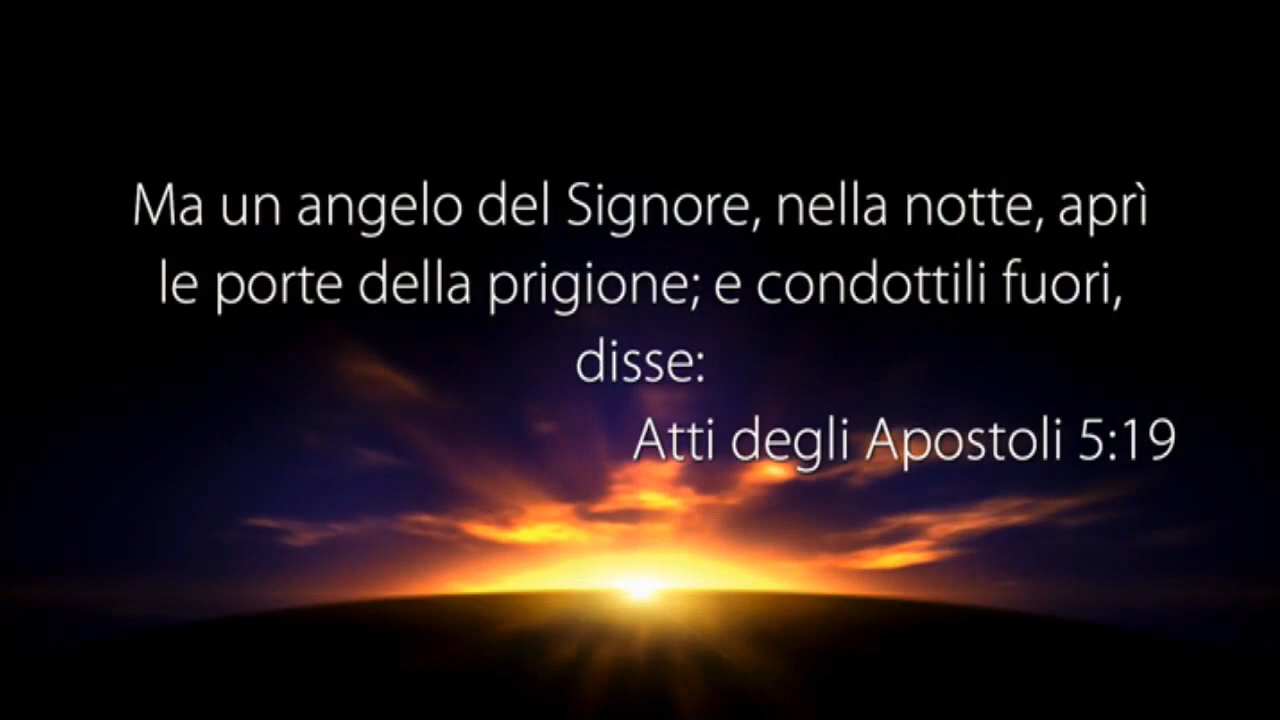 Ma un angelo del Signore, nella notte, aprì
le porte della prigione; e condottili fuori,
disse:
Atti degli Apostoli 5:19